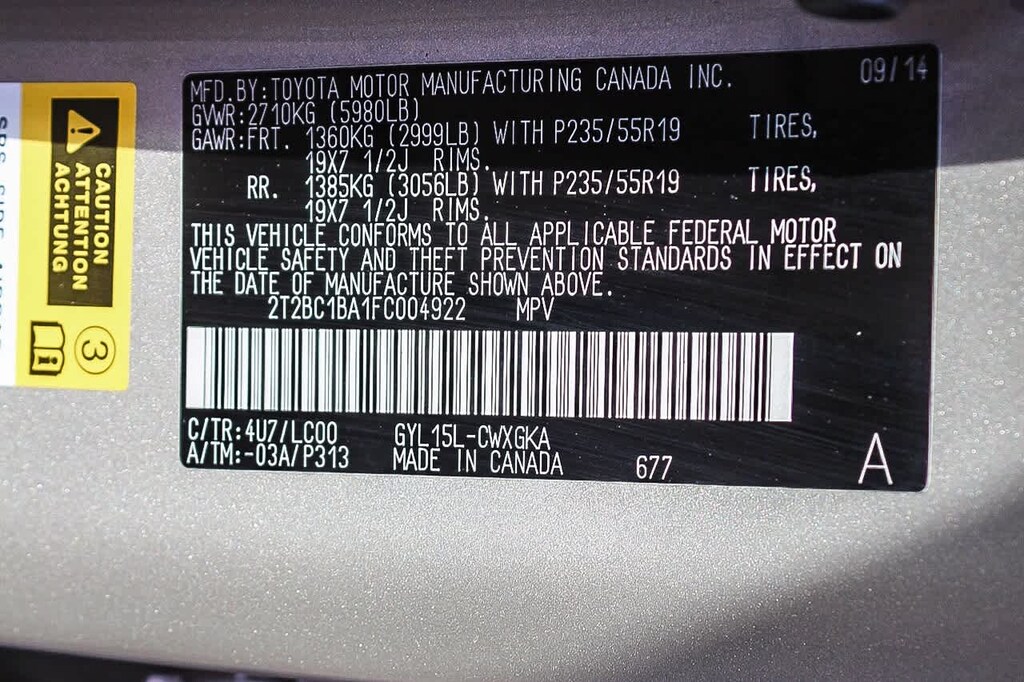 MFD.BY:TOYOTA MOTOR MANUFACTURING CANADA INC. 09/14
GVWR:2710KG (5980LB)
GAWR:FRT. 1360KG (2999LB) WITH P235/55R19 TIRES,
19X7 1/2J RIMS.
RR. 1385KG (3056LB) WITH P235/55R19 TIRES,
19X7 1/2J RIMS.
THIS VEHICLE CONFORMS TO ALL APPLICABLE FEDERAL MOTOR
VEHICLE SAFETY AND THEFT PREVENTION STANDARDS IN EFFECT ON
THE DATE OF MANUFACTURE SHOWN ABOVE.
2T2BC1BA1FC004922 MPV
C/TR:4U7/LC00 GYL15L-CWXGKA
A/TM:-03A/P313 MADE IN CANADA 677 A
CAUTION
ATTENTION
ACHTUNG
3